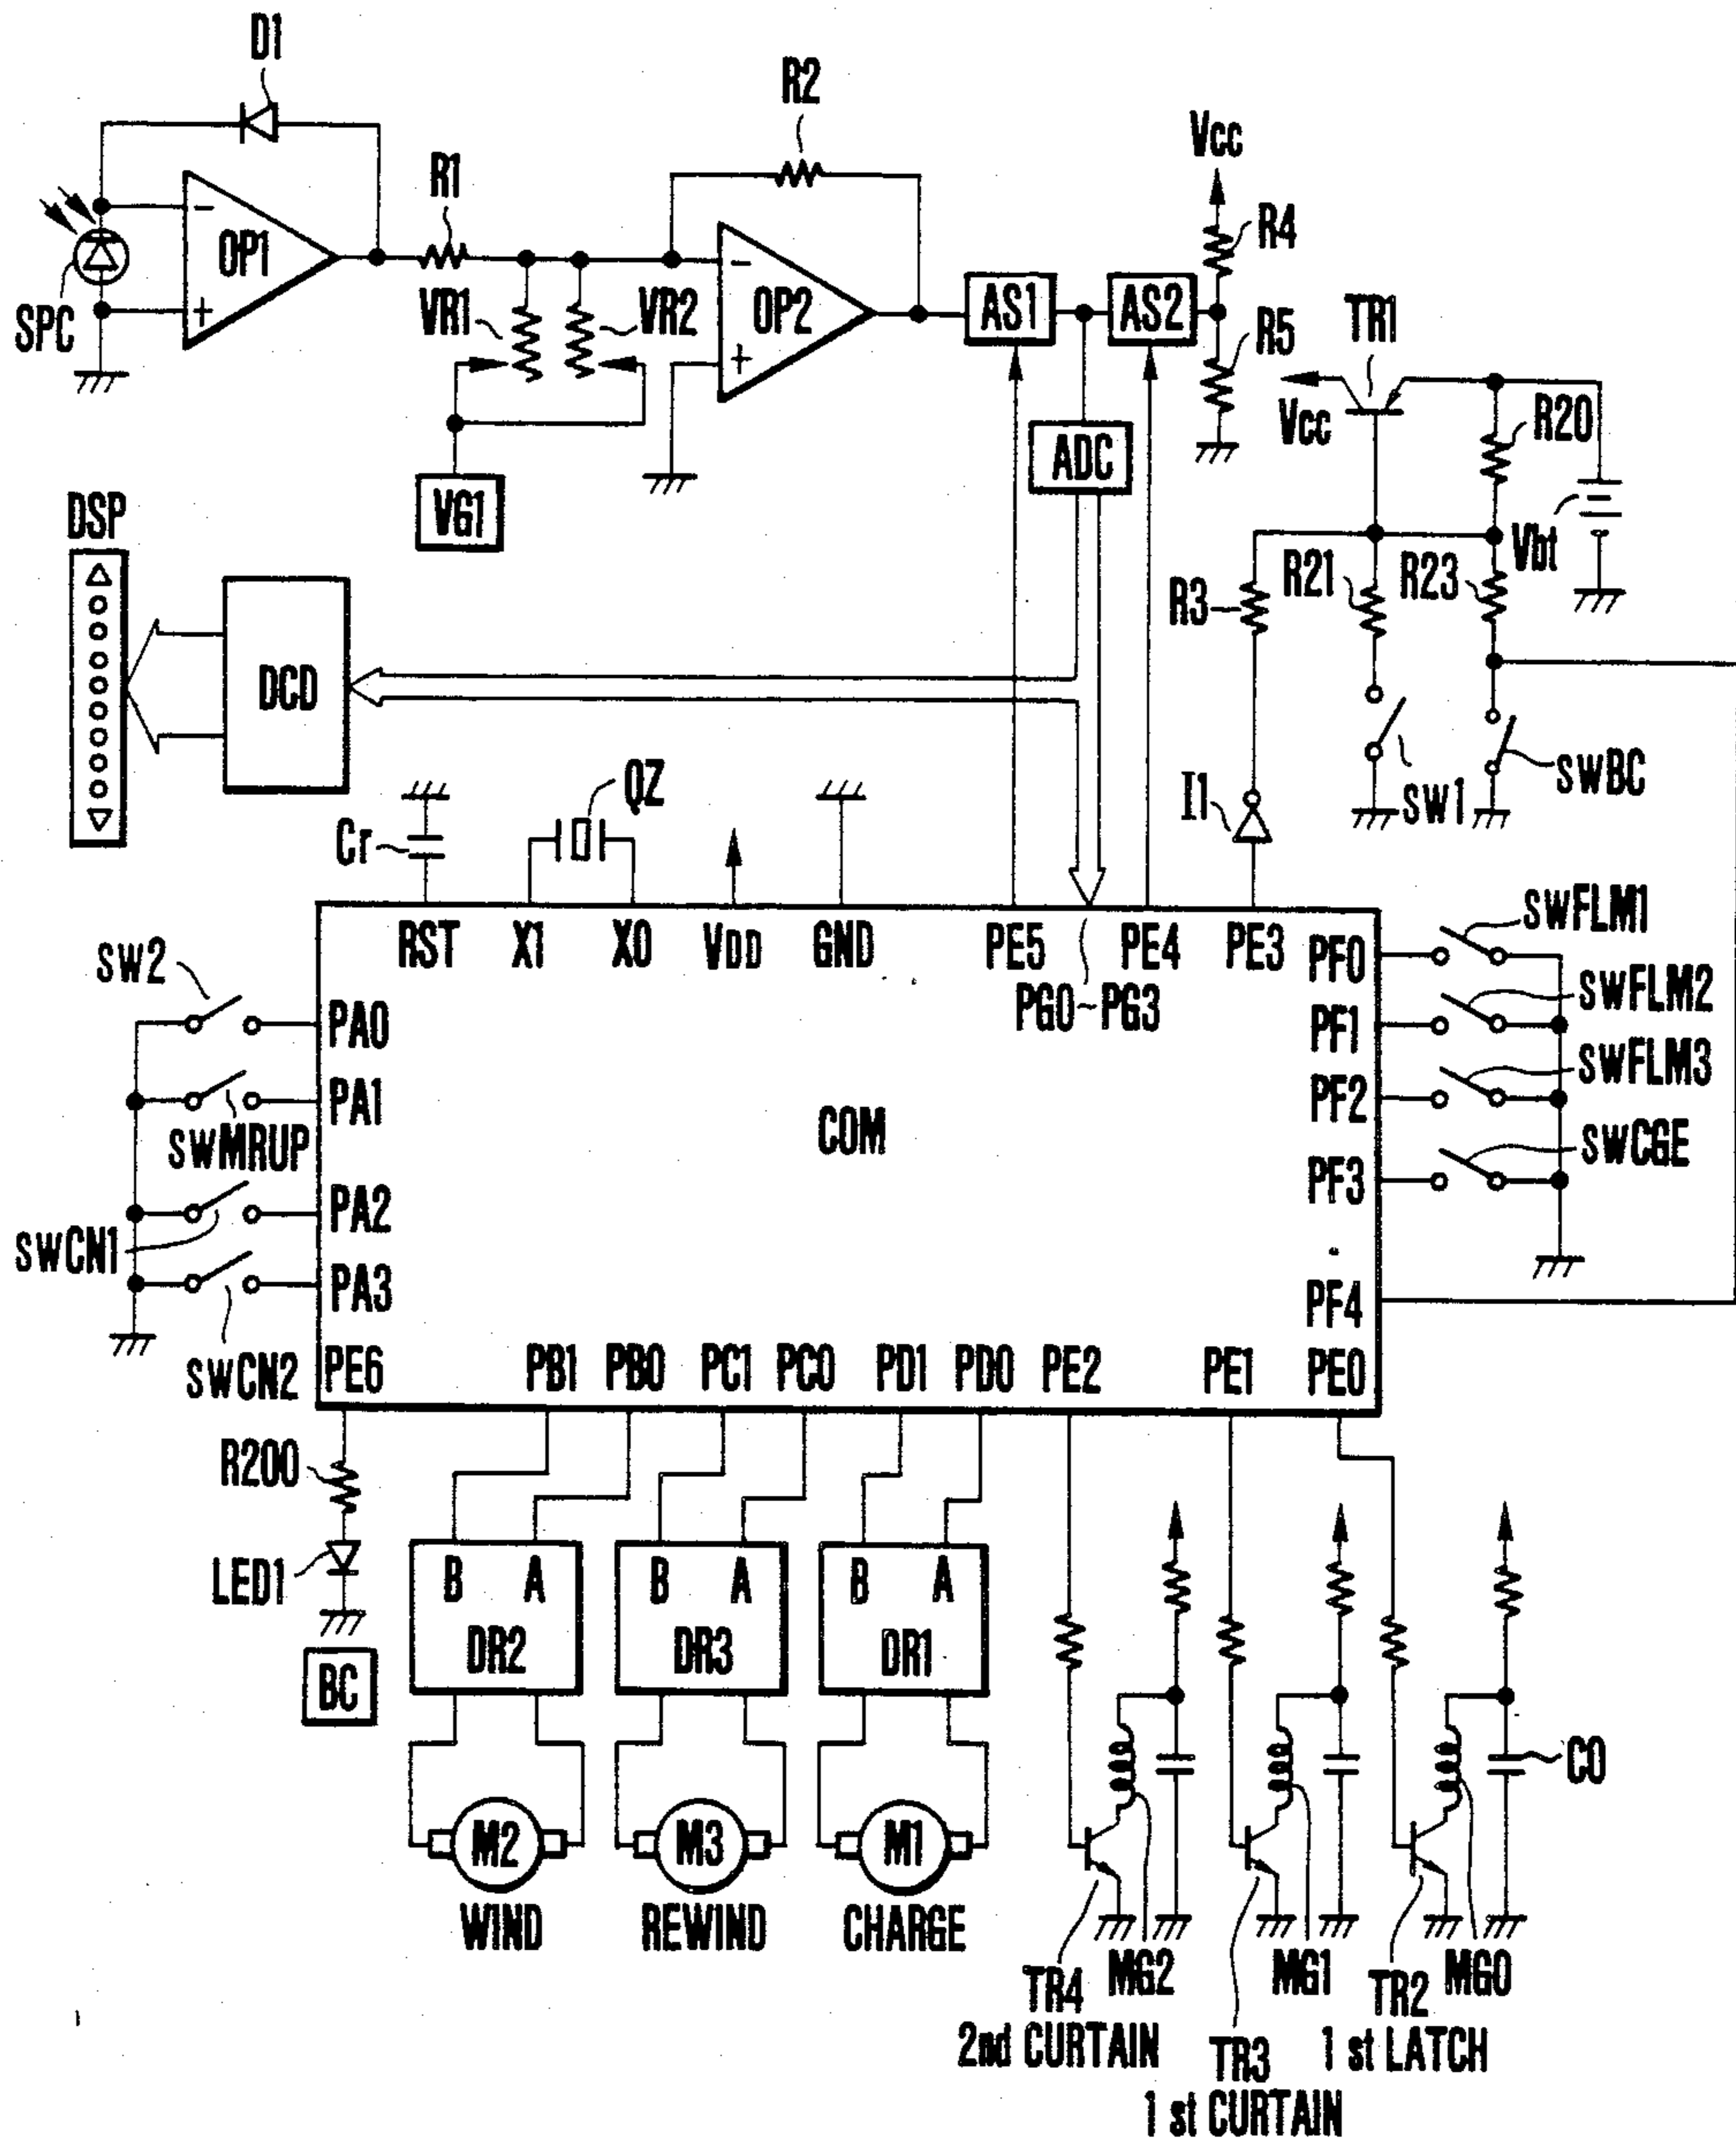 D1
R2
Vcc
R1
R4
OP1
-
+
SPC
VR1
VR2
-
OP2
+
AS1
AS2
R5
TR1
Vcc
R20
ADC
VG1
DSP
Vbt
R3
R21
R23
DCD
Cr
QZ
I1
SW1
SWBC
RST
X1
X0
VDD
GND
PE5
PE4
PE3
PG0~PG3
SW2
SWMRUP
SWCN1
SWCN2
PA0
PA1
PA2
PA3
COM
PF0
PF1
PF2
PF3
PF4
SWFLM1
SWFLM2
SWFLM3
SWCGE
PE6
PB1
PB0
PC1
PC0
PD1
PD0
PE2
PE1
PE0
R200
LED1
BC
B A
DR2
B A
DR3
B A
DR1
M2
M3
M1
WIND
REWIND
CHARGE
C0
TR4
MG2
2nd CURTAIN
TR3
MG1
1st CURTAIN
TR2
MG0
1st LATCH